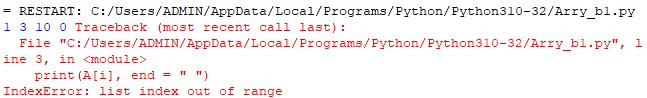 = RESTART: C:/Users/ADMIN/AppData/Local/Programs/Python/Python310-32/Arry_b1.py
1 3 10 0 Traceback (most recent call last):
  File "C:/Users/ADMIN/AppData/Local/Programs/Python/Python310-32/Arry_b1.py", l
ine 3, in <module>
    print(A[i], end = " ")
IndexError: list index out of range